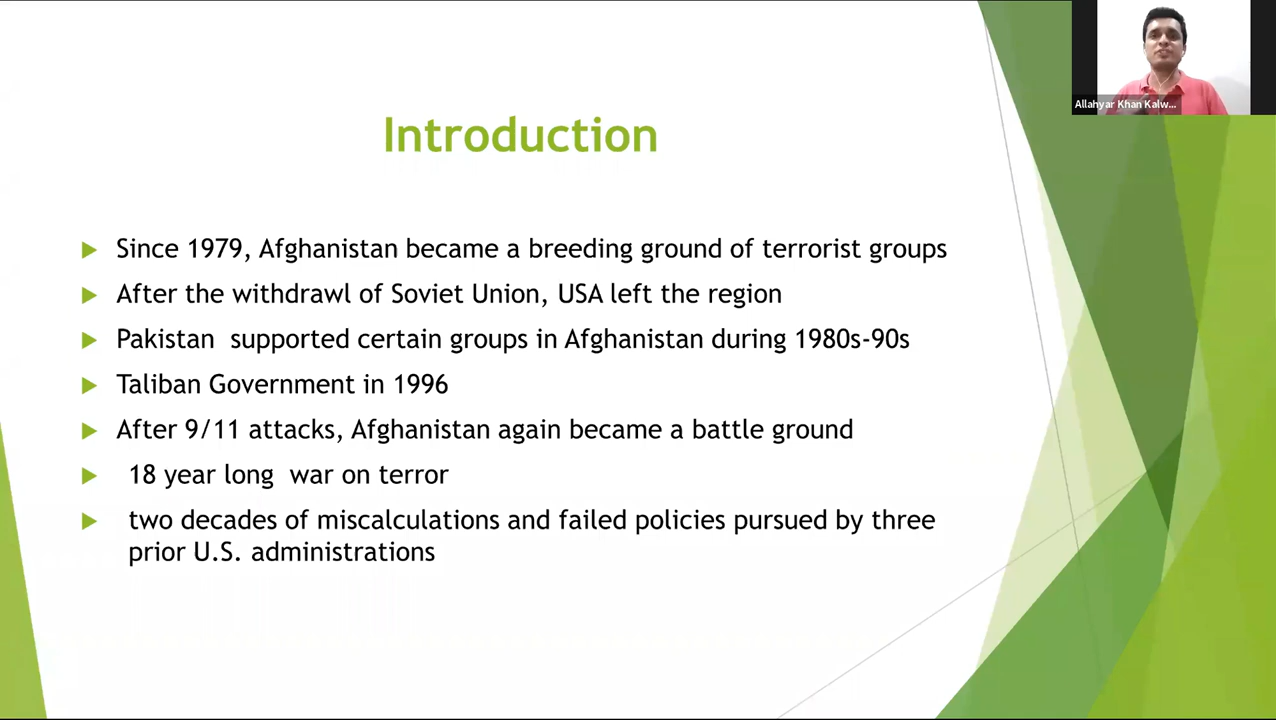 Allahyar Khan Kalw...
Introduction
Since 1979, Afghanistan became a breeding ground of terrorist groups
After the withdrawl of Soviet Union, USA left the region
Pakistan  supported certain groups in Afghanistan during 1980s-90s
Taliban Government in 1996
After 9/11 attacks, Afghanistan again became a battle ground
18 year long  war on terror
two decades of miscalculations and failed policies pursued by three
prior U.S. administrations